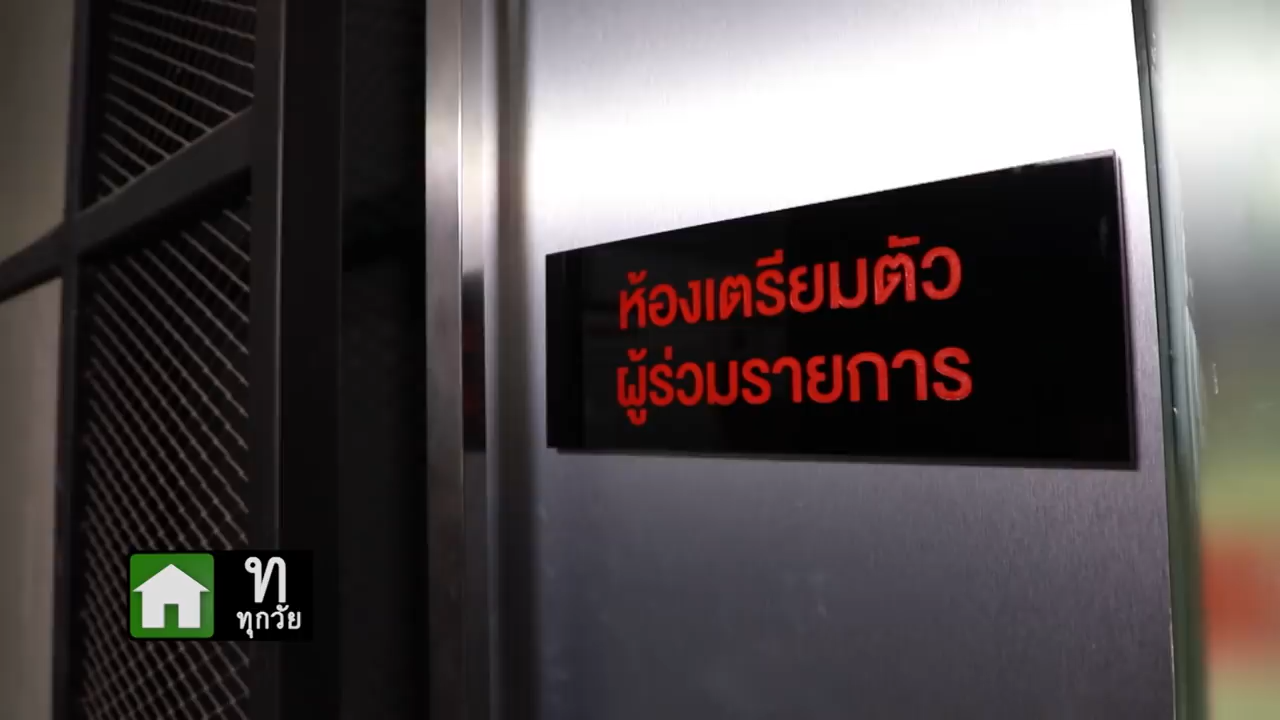 ห้องเตรียมตัว
ผู้ร่วมรายการ
ท
ทุกวัย